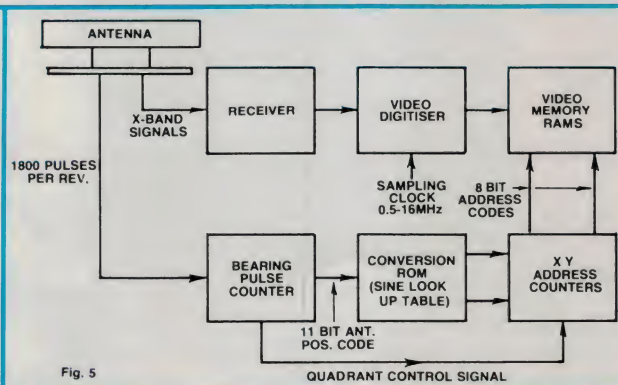 ANTENNA
X-BAND
SIGNALS
RECEIVER
VIDEO
DIGITISER
VIDEO
MEMORY
RAMS
1800 PULSES
PER REV.
SAMPLING
CLOCK
0.5-16MHz
8 BIT
ADDRESS
CODES
BEARING
PULSE
COUNTER
CONVERSION
ROM
(SINE LOOK
UP TABLE)
X Y
ADDRESS
COUNTERS
11 BIT ANT.
POS. CODE
Fig. 5
QUADRANT CONTROL SIGNAL